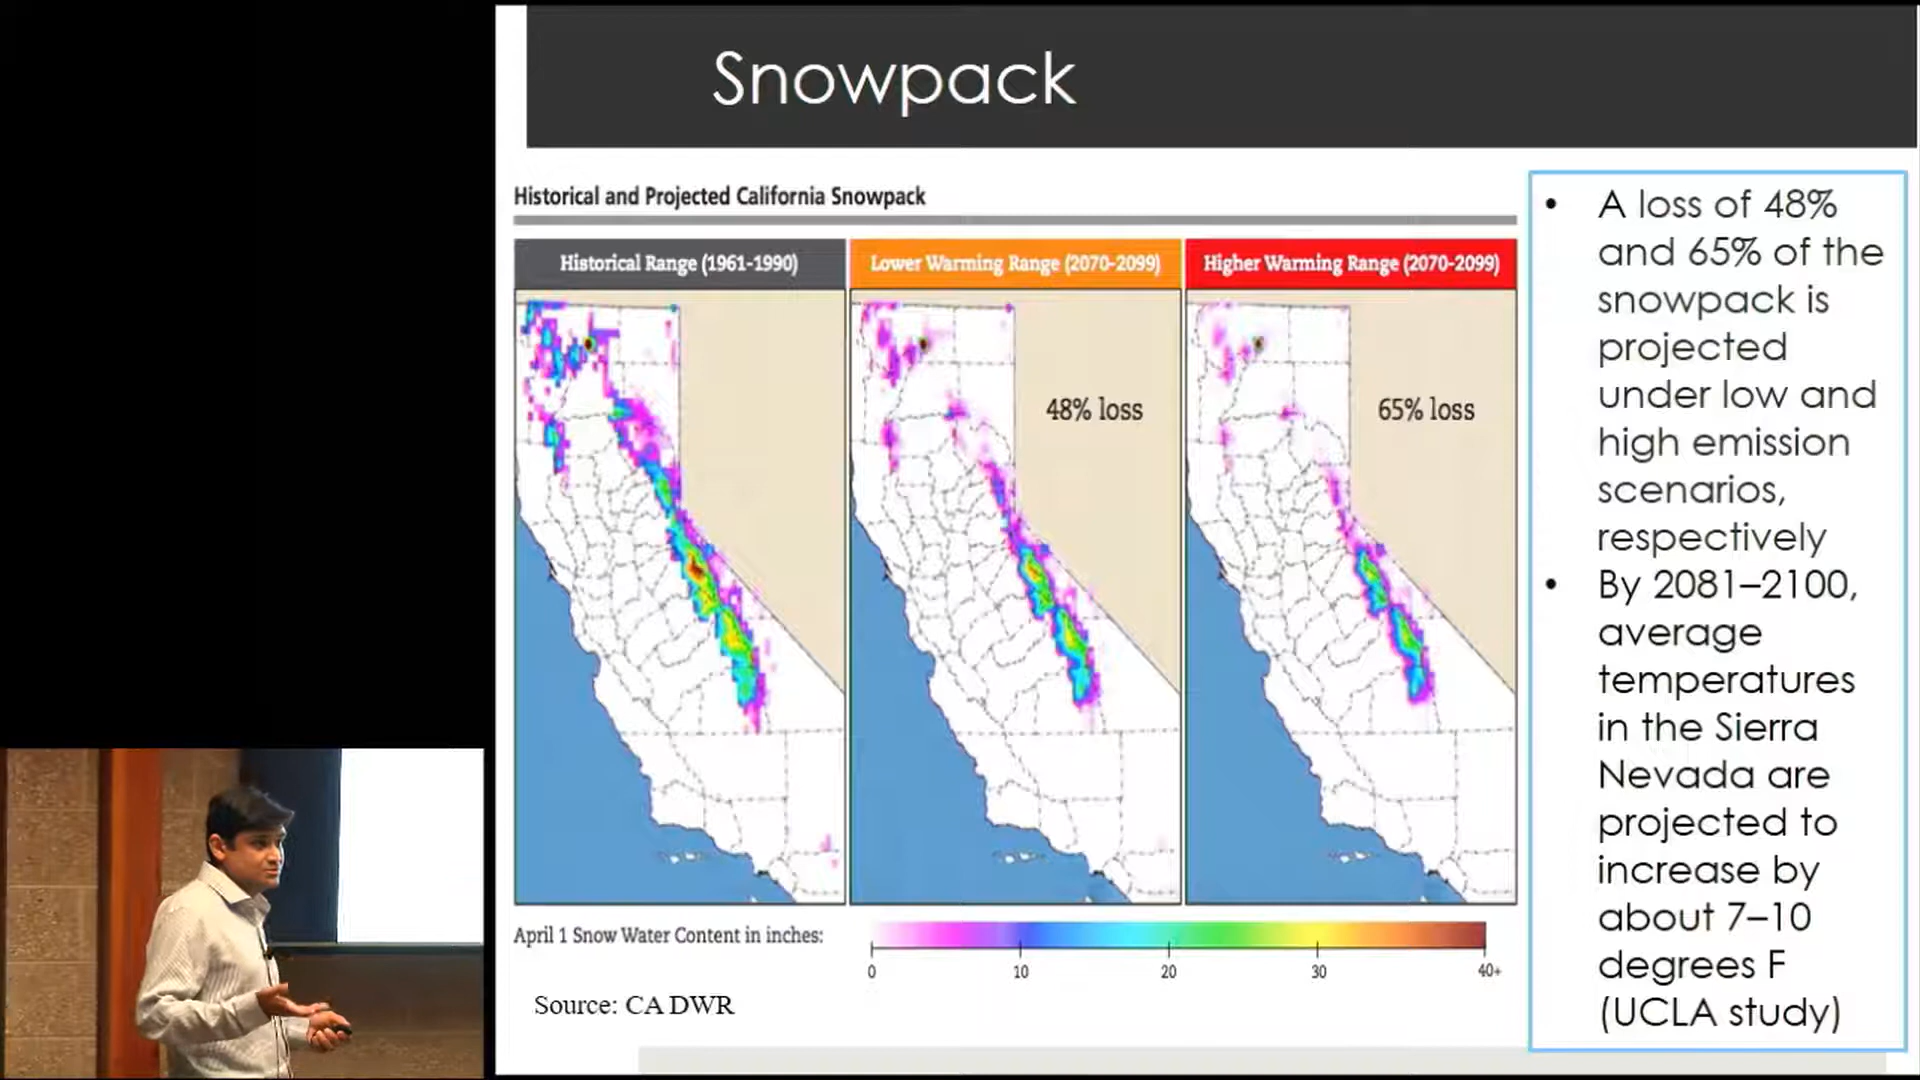 Snowpack
Historical and Projected California Snowpack
Historical Range (1961-1990)
Lower Warming Range (2070-2099)
Higher Warming Range (2070-2099)
48% loss
65% loss
April 1 Snow Water Content in inches:
0
10
20
30
40+
Source: CA DWR
• A loss of 48%
and 65% of the
snowpack is
projected
under low and
high emission
scenarios,
respectively
• By 2081–2100,
average
temperatures
in the Sierra
Nevada are
projected to
increase by
about 7–10
degrees F
(UCLA study)